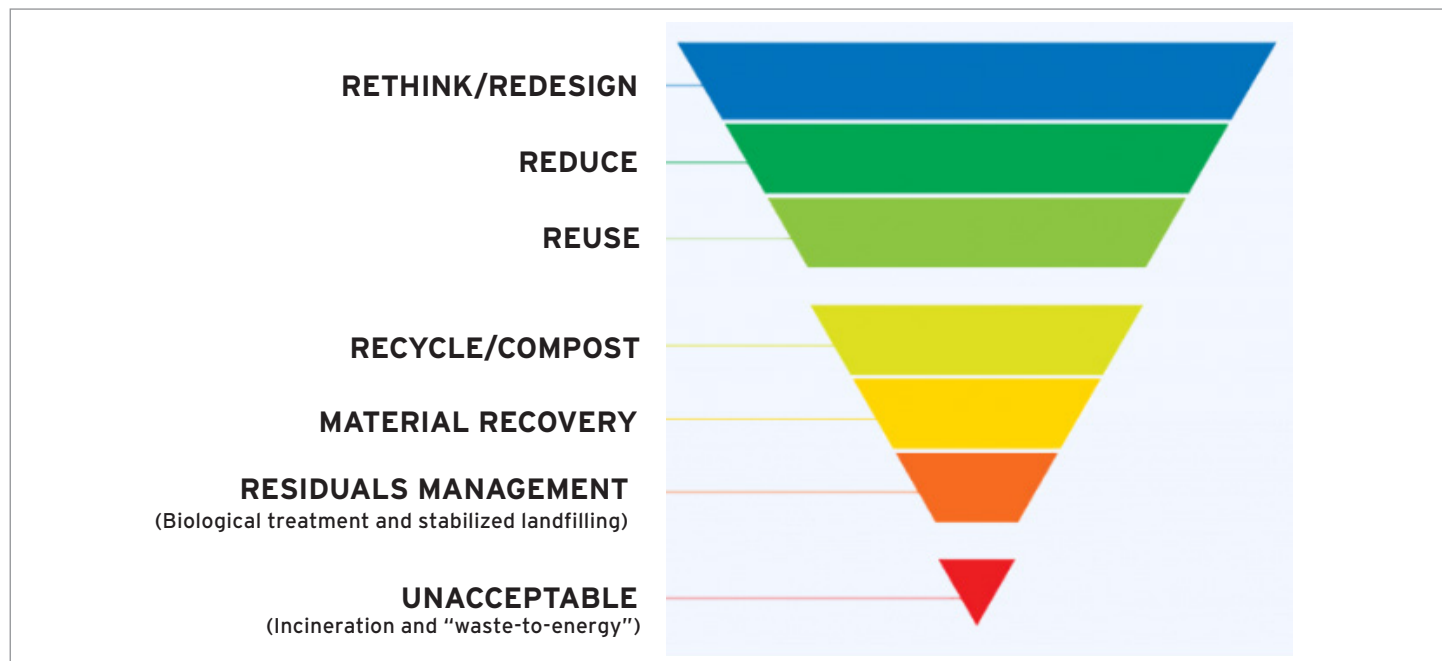 RETHINK/REDESIGN
REDUCE
REUSE
RECYCLE/COMPOST
MATERIAL RECOVERY
RESIDUALS MANAGEMENT
(Biological treatment and stabilized landfilling)
UNACCEPTABLE
(Incineration and “waste-to-energy”)